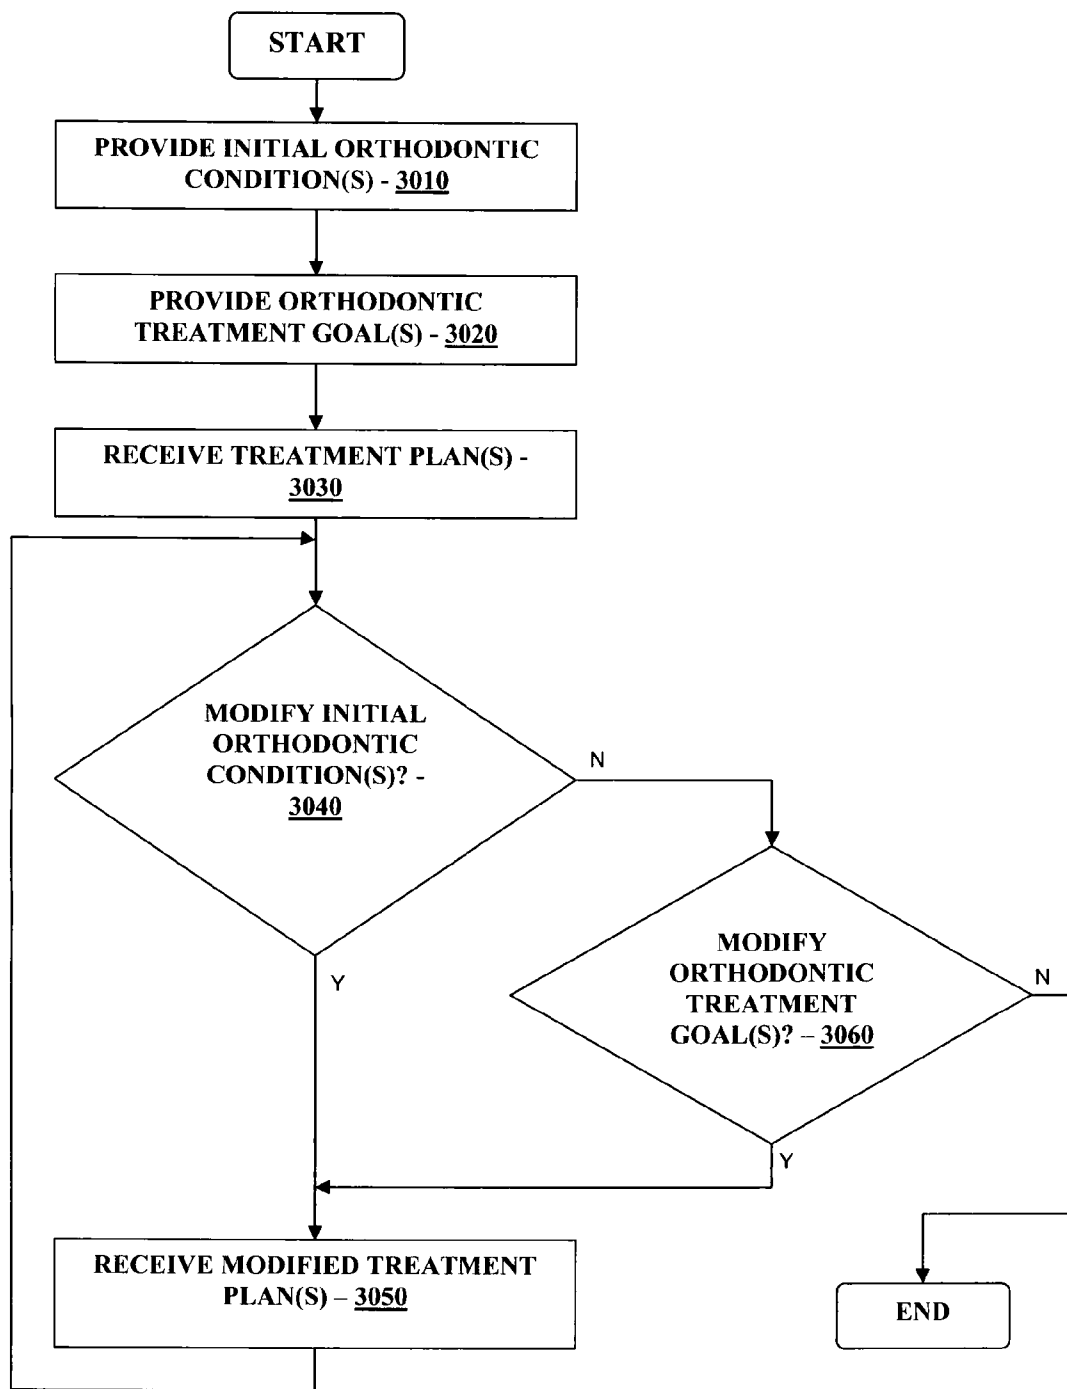 START
PROVIDE INITIAL ORTHODONTIC
CONDITION(S) - 3010
PROVIDE ORTHODONTIC
TREATMENT GOAL(S) - 3020
RECEIVE TREATMENT PLAN(S) -
3030
MODIFY INITIAL
ORTHODONTIC
CONDITION(S)? -
3040
N
Y
MODIFY
ORTHODONTIC
TREATMENT
GOAL(S)? – 3060
N
Y
RECEIVE MODIFIED TREATMENT
PLAN(S) – 3050
END